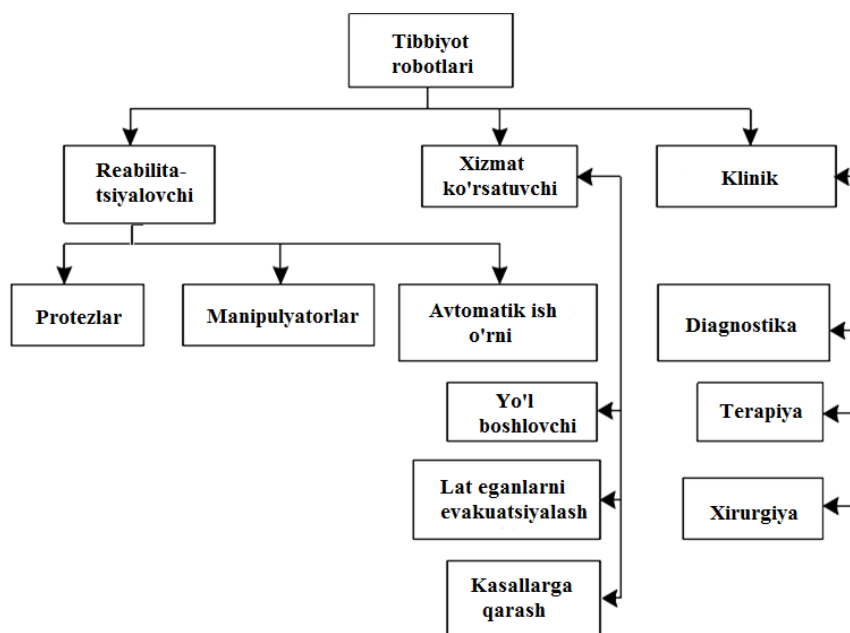 Tibbiyot
robotlari
Reabilita-
tsiyalovchi
Xizmat
ko'rsatuvchi
Klinik
Protezlar
Manipulyatorlar
Avtomatik ish
o'rni
Diagnostika
Yo'l
boshlovchi
Terapiya
Lat eganlarni
evakuatsiyalash
Xirurgiya
Kasallarga
qarash